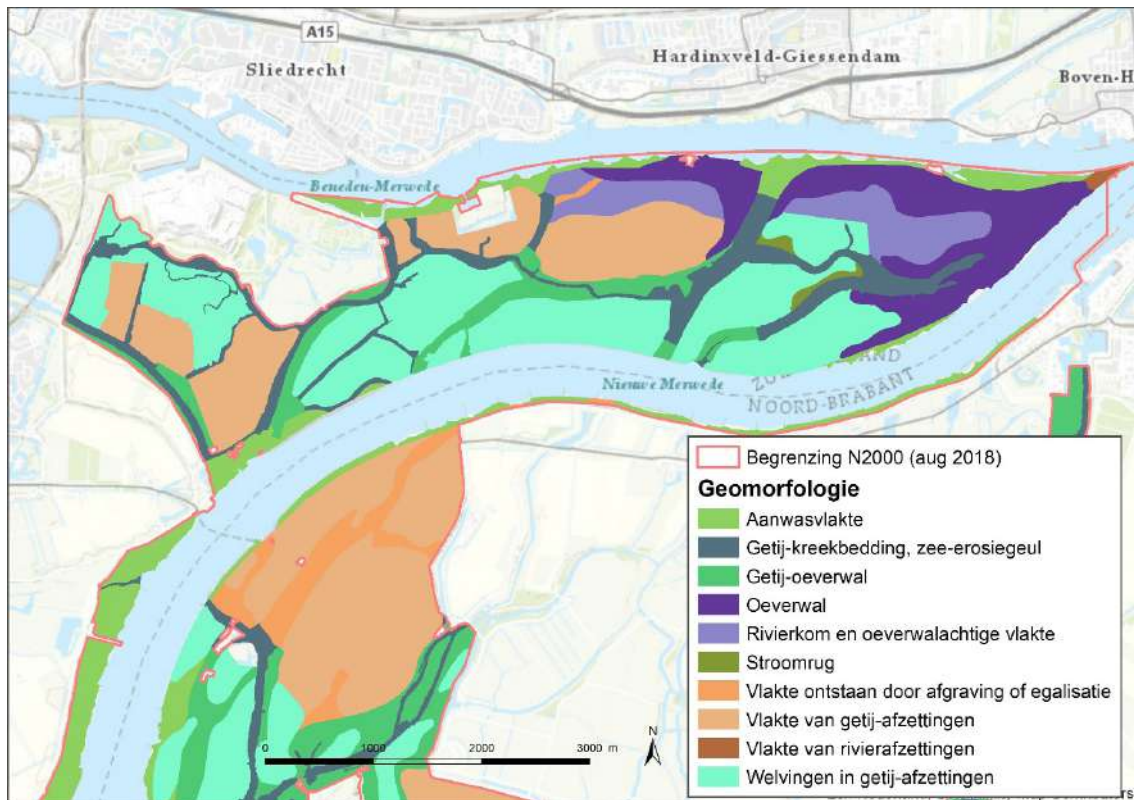 A15
Sliedrecht
Hardinxveld-Giessendam
Boven-H
Beneden-Merwede
Nieuwe Merwede
NOORD-BRABANT
Begrenzing N2000 (aug 2018)
Geomorfologie
Aanwasvlakte
Getij-kreekbedding, zee-erosiegeul
Getij-oeverwal
Oeverwal
Rivierkom en oeverwalachtige vlakte
Stroomrug
Vlakte ontstaan door afgraving of egalisatie
Vlakte van getij-afzettingen
Vlakte van rivierafzettingen
Welvingen in getij-afzettingen
N
0 1000 2000 3000 m